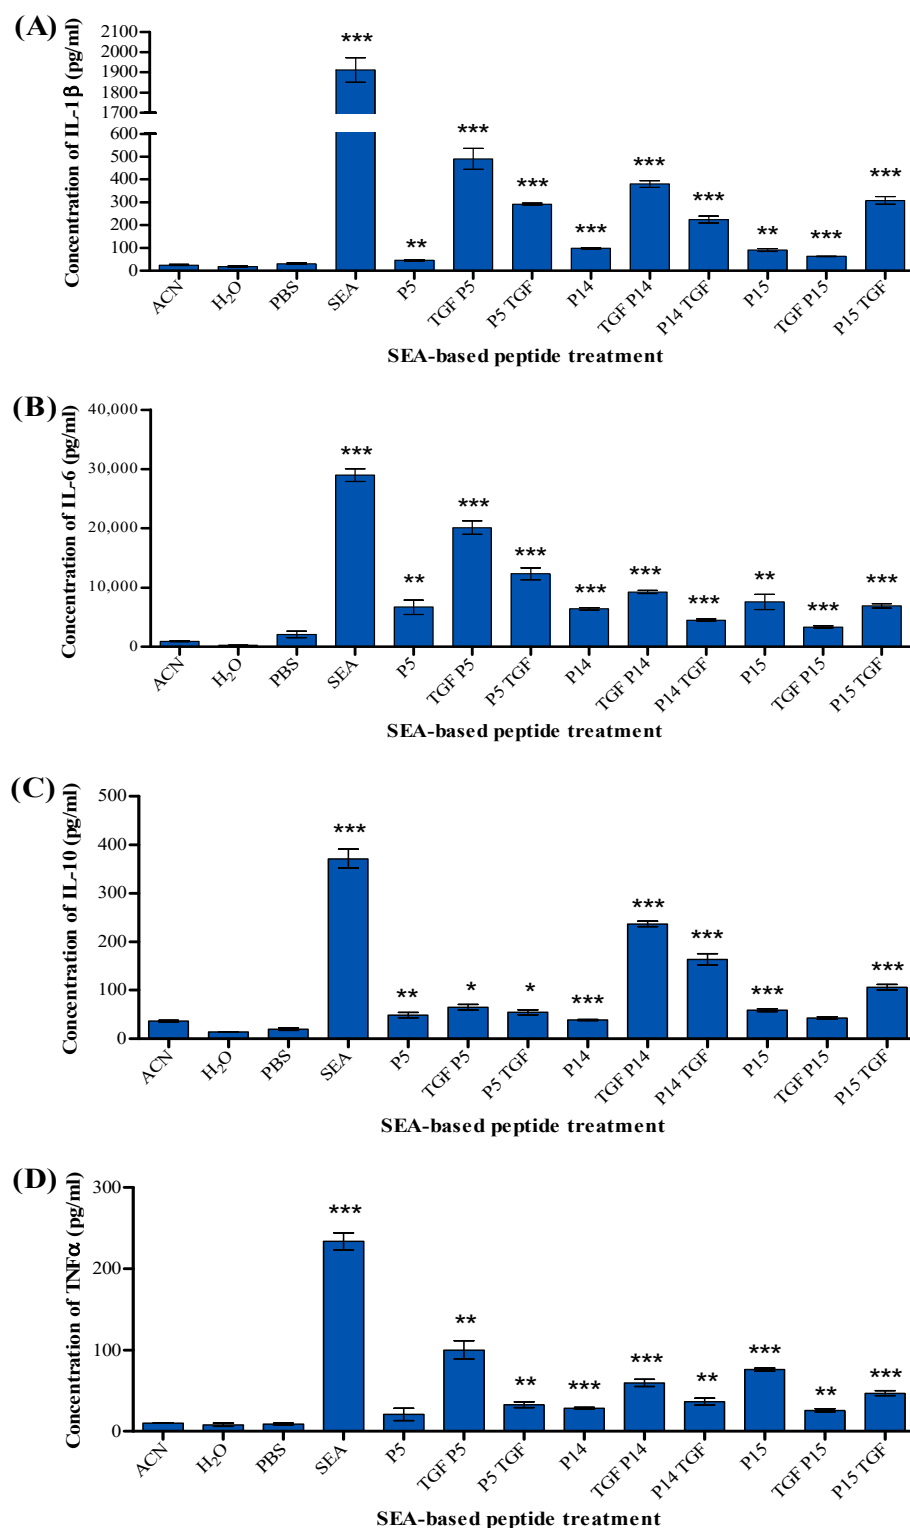 (A)
Concentration of IL-1β (pg/ml)
2100
2000
1900
1800
1700
600
500
400
300
200
100
0
***
**
***
***
***
***
***
**
***
***
ACN
H₂O
PBS
SEA
P5
TGF P5
P5 TGF
P14
TGF P14
P14 TGF
P15
TGF P15
P15 TGF
SEA-based peptide treatment
(B)
Concentration of IL-6 (pg/ml)
40,000
30,000
20,000
10,000
0
***
**
***
***
***
***
***
**
***
***
ACN
H₂O
PBS
SEA
P5
TGF P5
P5 TGF
P14
TGF P14
P14 TGF
P15
TGF P15
P15 TGF
SEA-based peptide treatment
(C)
Concentration of IL-10 (pg/ml)
500
400
300
200
100
0
***
**
*
*
***
***
***
***
***
ACN
H₂O
PBS
SEA
P5
TGF P5
P5 TGF
P14
TGF P14
P14 TGF
P15
TGF P15
P15 TGF
SEA-based peptide treatment
(D)
Concentration of TNFα (pg/ml)
300
200
100
0
***
**
**
***
***
**
***
**
***
ACN
H₂O
PBS
SEA
P5
TGF P5
P5 TGF
P14
TGF P14
P14 TGF
P15
TGF P15
P15 TGF
SEA-based peptide treatment